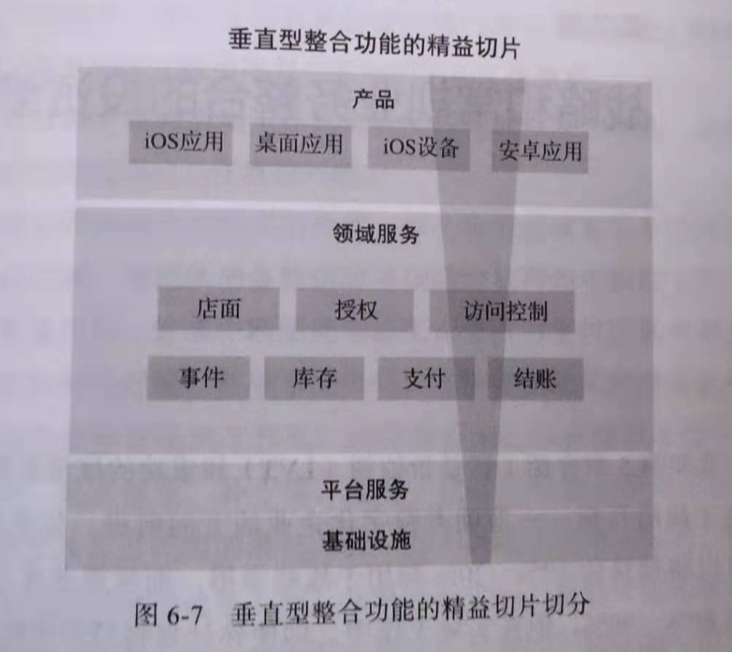 垂直型整合功能的精益切片
产品
iOS应用 桌面应用 iOS设备 安卓应用
领域服务
店面 授权 访问控制
事件 库存 支付 结账
平台服务
基础设施
图 6-7 垂直型整合功能的精益切片切分